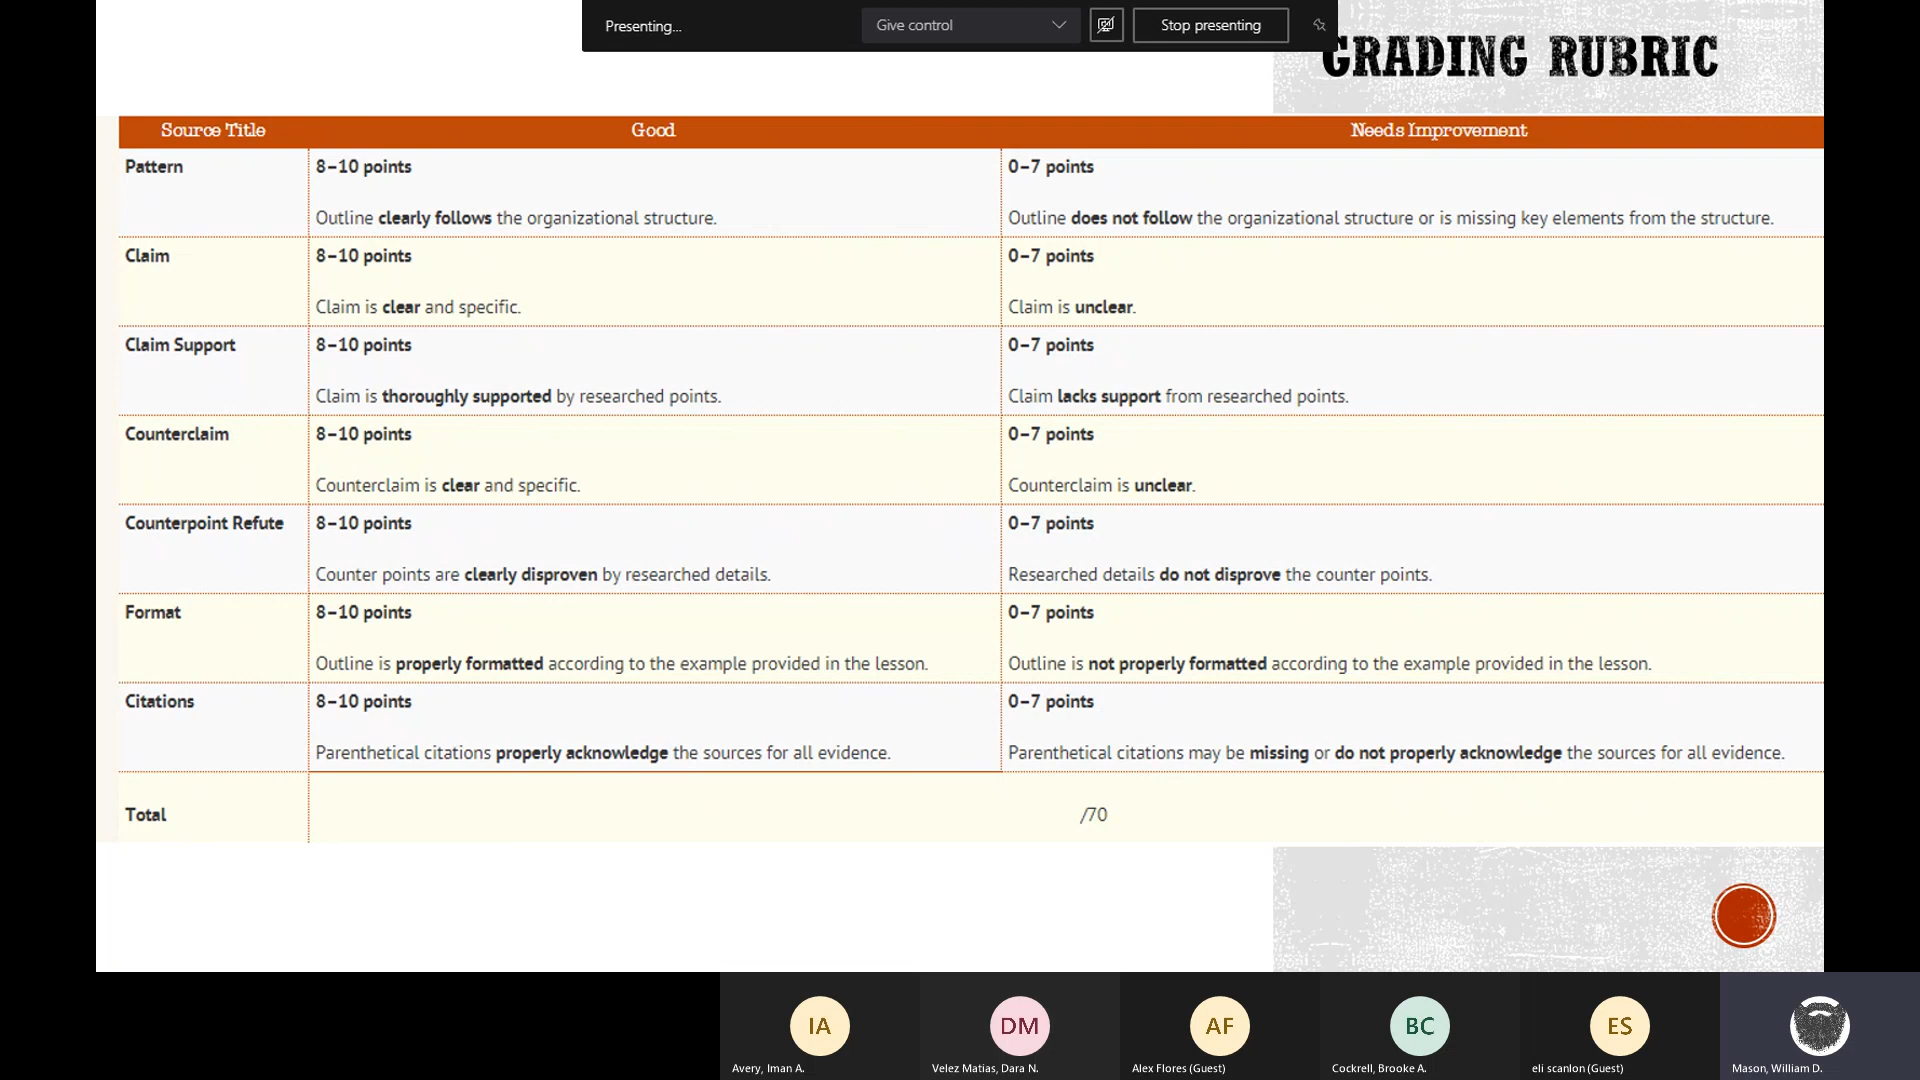 Presenting...
Give control
Stop presenting
GRADING RUBRIC
Source Title Good Needs Improvement
Pattern 8–10 points 0–7 points
Outline clearly follows the organizational structure. Outline does not follow the organizational structure or is missing key elements from the structure.
Claim 8–10 points 0–7 points
Claim is clear and specific. Claim is unclear.
Claim Support 8–10 points 0–7 points
Claim is thoroughly supported by researched points. Claim lacks support from researched points.
Counterclaim 8–10 points 0–7 points
Counterclaim is clear and specific. Counterclaim is unclear.
Counterpoint Refute 8–10 points 0–7 points
Counter points are clearly disproven by researched details. Researched details do not disprove the counter points.
Format 8–10 points 0–7 points
Outline is properly formatted according to the example provided in the lesson. Outline is not properly formatted according to the example provided in the lesson.
Citations 8–10 points 0–7 points
Parenthetical citations properly acknowledge the sources for all evidence. Parenthetical citations may be missing or do not properly acknowledge the sources for all evidence.
Total /70
IA DM AF BC ES
Avery, Iman A. Velez Matias, Dara N. Alex Flores (Guest) Cockrell, Brooke A. eli scanlon (Guest) Mason, William D.